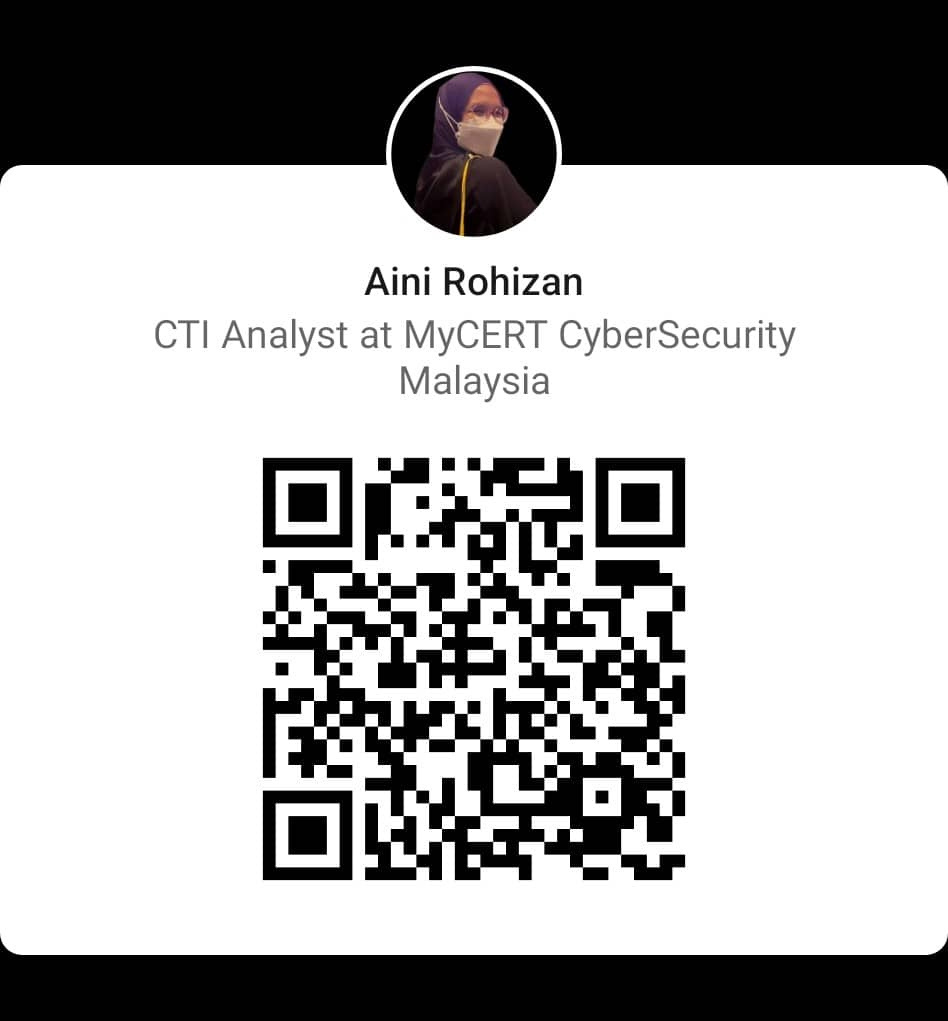 Aini Rohizan
CTI Analyst at MyCERT CyberSecurity
Malaysia